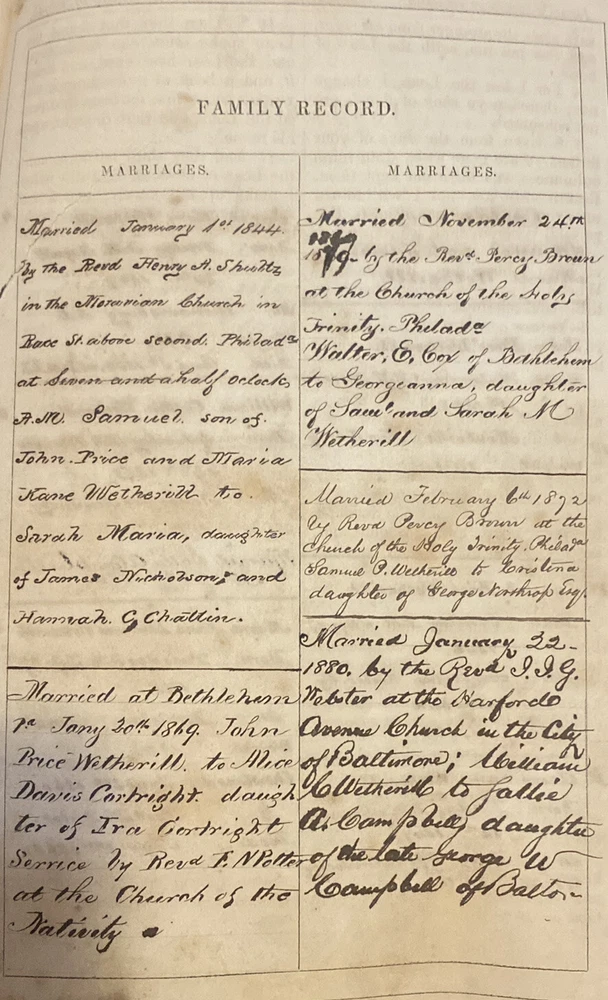 FAMILY RECORD.
MARRIAGES.
Married January 1st 1844.
by the Revd Henry A. Shultz
in the Moravian Church in
Race St. above second. Philada
at Seven and a half oclock,
A.M. Samuel. son of.
John. Price and Maria
Kane Wetherill to.
Sarah Maria, daughter
of James Nicholson, and
Hannah. G. Chattin.
Married at Bethlehem
Pa Jany 20th 1869. John
Price Wetherill. to Alice
Davis Cortright. daugh
ter of Ira Cortright
Service by Revd F. N Potter
at the Church of the
Nativity
MARRIAGES.
Married November 24th
1869
by the Revd Percy Brown
at the Church of the Holy
Trinity. Philada
Walter. E. Cox of Bethlehem
to Georgeanna, daughter
of Saml and Sarah M
Wetherill
Married February 6th 1872
by Revd Percy Brown at the
Church of the Holy Trinity. Philada
Samuel P. Wetherill to Cristina
daughter of George Northrop Esq.
Married January 22-
1880. by the Revd I. I. G.
Webster at the Harford
Avenue Church in the City
of Baltimore; William
C Wetherill to Sallie
A. Campbell, daughter
of the late George W
Campbell of Balto.-